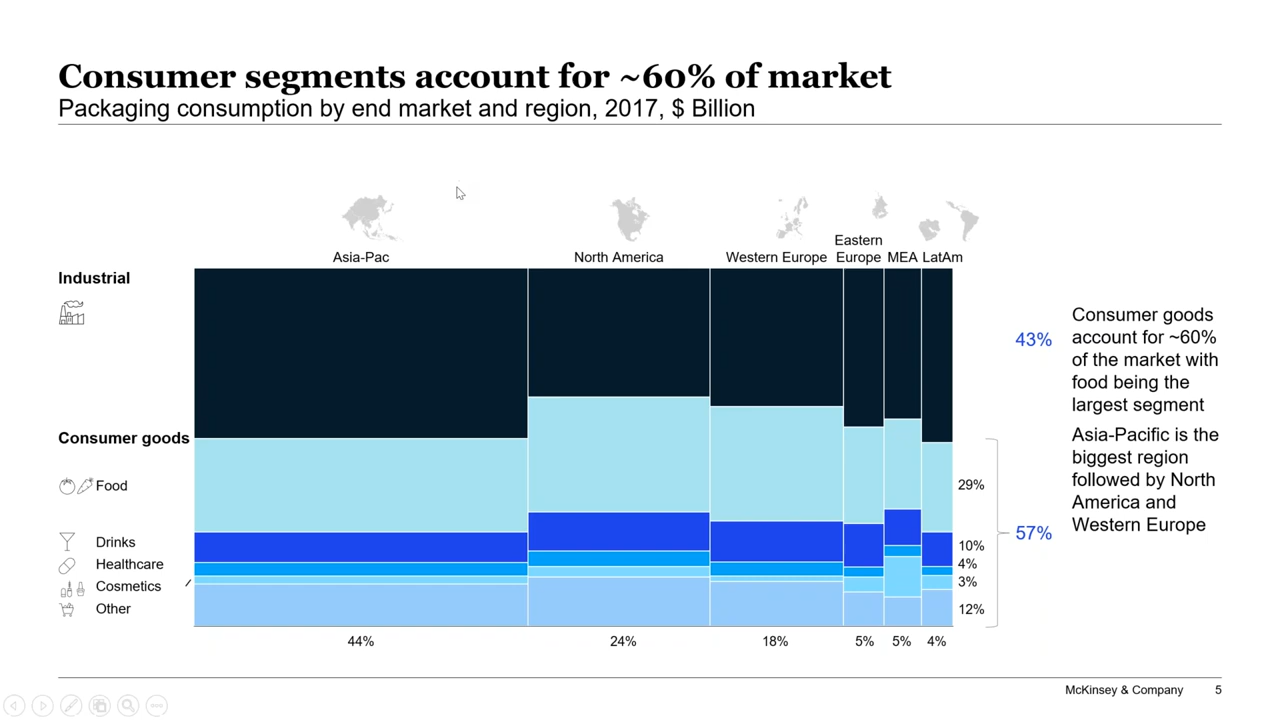 Consumer segments account for ~60% of market
Packaging consumption by end market and region, 2017, $ Billion
Asia-Pac
North America
Western Europe
Eastern
Europe
MEA
LatAm
Industrial
43%
Consumer goods
Food
Drinks
Healthcare
Cosmetics
Other
29%
10%
4%
3%
12%
57%
44%
24%
18%
5%
5%
4%
Consumer goods
account for ~60%
of the market with
food being the
largest segment
Asia-Pacific is the
biggest region
followed by North
America and
Western Europe
McKinsey & Company
5